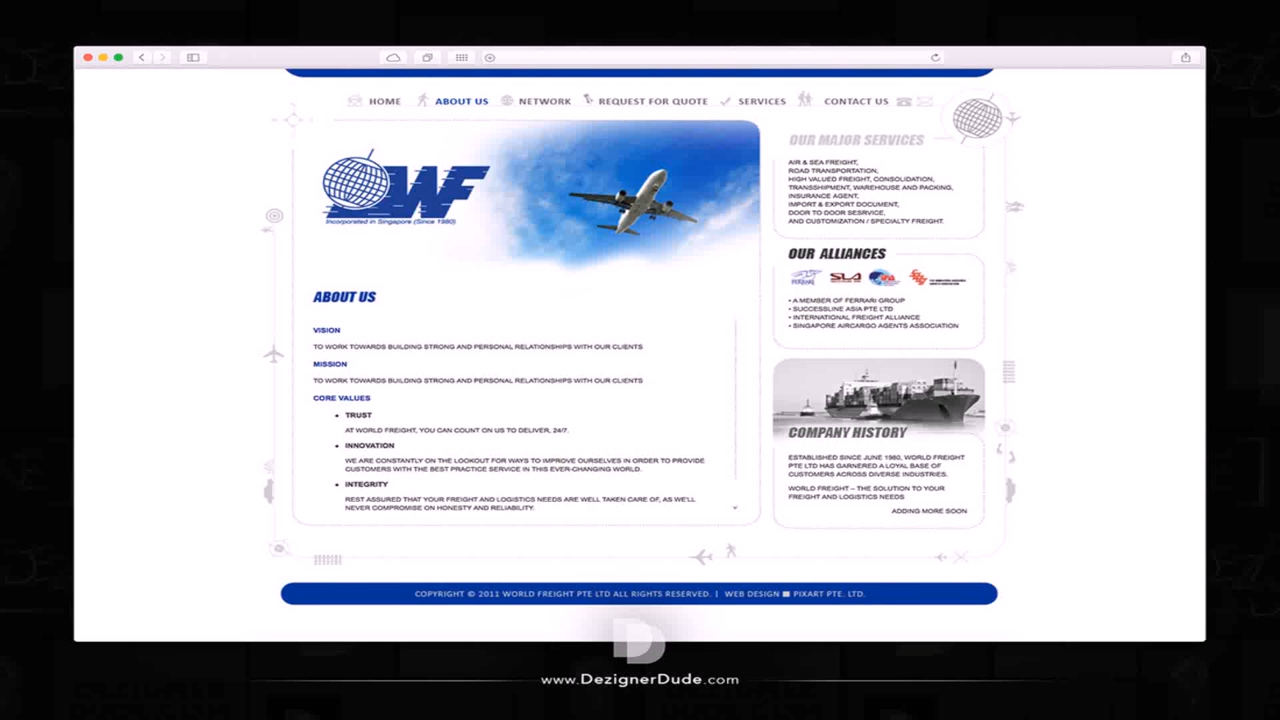 HOME ABOUT US NETWORK REQUEST FOR QUOTE SERVICES CONTACT US
WF
Incorporated in Singapore (Since 1980)
ABOUT US
VISION
TO WORK TOWARDS BUILDING STRONG AND PERSONAL RELATIONSHIPS WITH OUR CLIENTS
MISSION
TO WORK TOWARDS BUILDING STRONG AND PERSONAL RELATIONSHIPS WITH OUR CLIENTS
CORE VALUES
• TRUST
AT WORLD FREIGHT, YOU CAN COUNT ON US TO DELIVER, 24/7.
• INNOVATION
WE ARE CONSTANTLY ON THE LOOKOUT FOR WAYS TO IMPROVE OURSELVES IN ORDER TO PROVIDE
CUSTOMERS WITH THE BEST PRACTICE SERVICE IN THIS EVER-CHANGING WORLD.
• INTEGRITY
REST ASSURED THAT YOUR FREIGHT AND LOGISTICS NEEDS ARE WELL TAKEN CARE OF, AS WE'LL
NEVER COMPROMISE ON HONESTY AND RELIABILITY.
OUR MAJOR SERVICES
AIR & SEA FREIGHT,
ROAD TRANSPORTATION,
HIGH VALUED FREIGHT, CONSOLIDATION,
TRANSSHIPMENT, WAREHOUSE AND PACKING,
INSURANCE AGENT,
IMPORT & EXPORT DOCUMENT,
DOOR TO DOOR SESRVICE,
AND CUSTOMIZATION / SPECIALTY FREIGHT.
OUR ALLIANCES
FERRARI SLA
• A MEMBER OF FERRARI GROUP
• SUCCESSLINE ASIA PTE LTD
• INTERNATIONAL FREIGHT ALLIANCE
• SINGAPORE AIRCARGO AGENTS ASSOCIATION
COMPANY HISTORY
ESTABLISHED SINCE JUNE 1980, WORLD FREIGHT
PTE LTD HAS GARNERED A LOYAL BASE OF
CUSTOMERS ACROSS DIVERSE INDUSTRIES.
WORLD FREIGHT – THE SOLUTION TO YOUR
FREIGHT AND LOGISTICS NEEDS
ADDING MORE SOON
COPYRIGHT © 2011 WORLD FREIGHT PTE LTD ALL RIGHTS RESERVED. | WEB DESIGN PIXART PTE. LTD.
D
www.DezignerDude.com